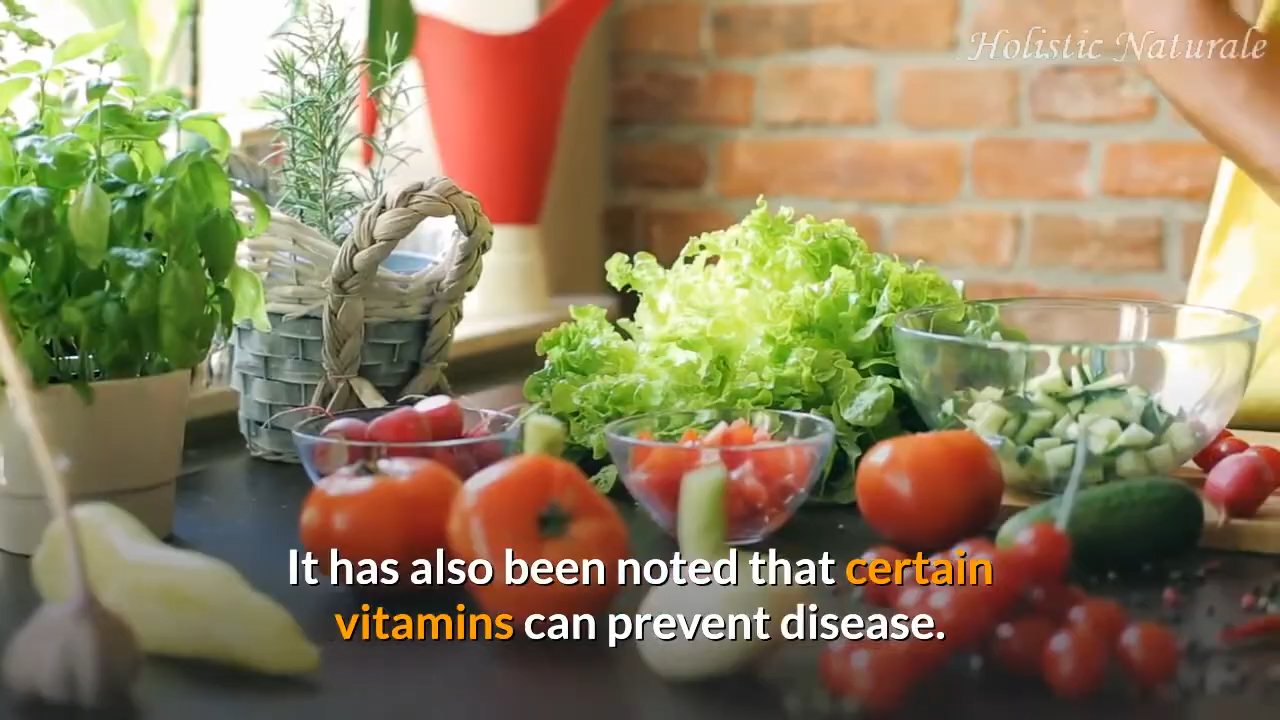 Holistic Naturale
It has also been noted that certain
vitamins can prevent disease.